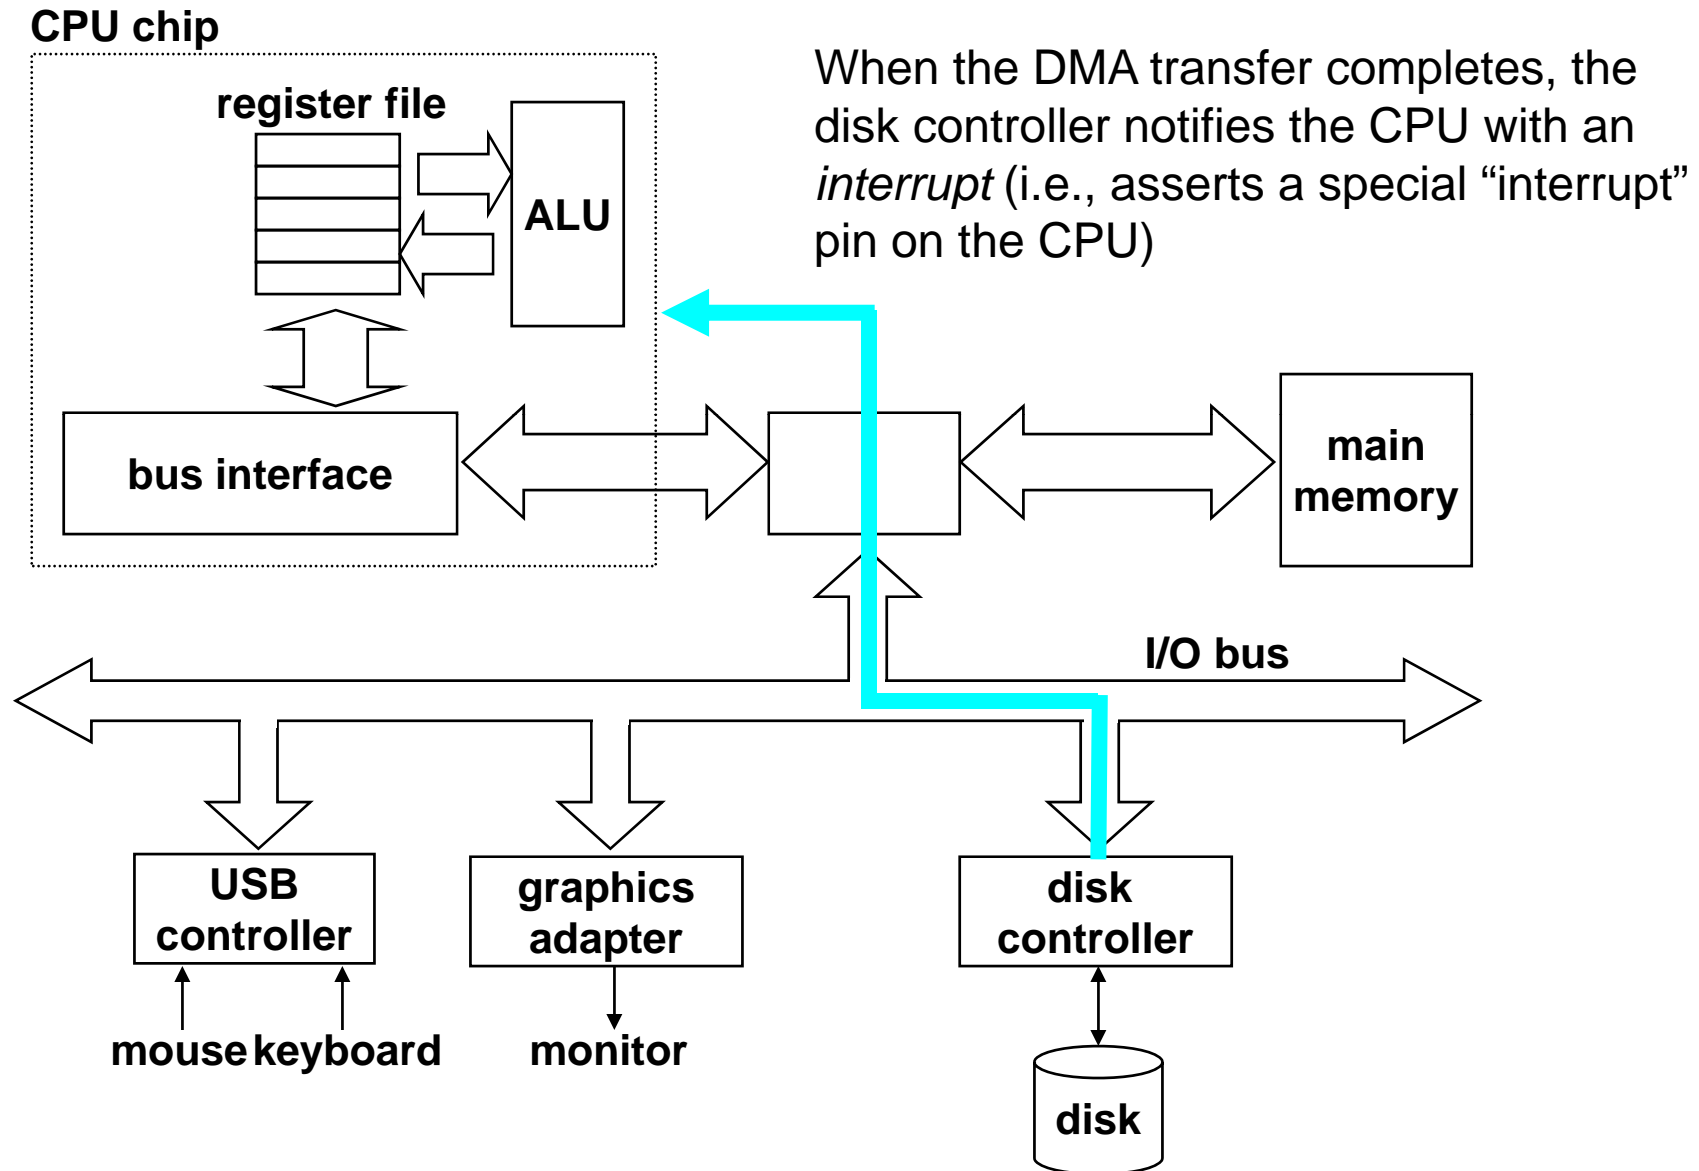 CPU chip
register file
ALU
When the DMA transfer completes, the
disk controller notifies the CPU with an
interrupt (i.e., asserts a special “interrupt”
pin on the CPU)
bus interface
main
memory
I/O bus
USB
controller
graphics
adapter
disk
controller
mouse keyboard
monitor
disk